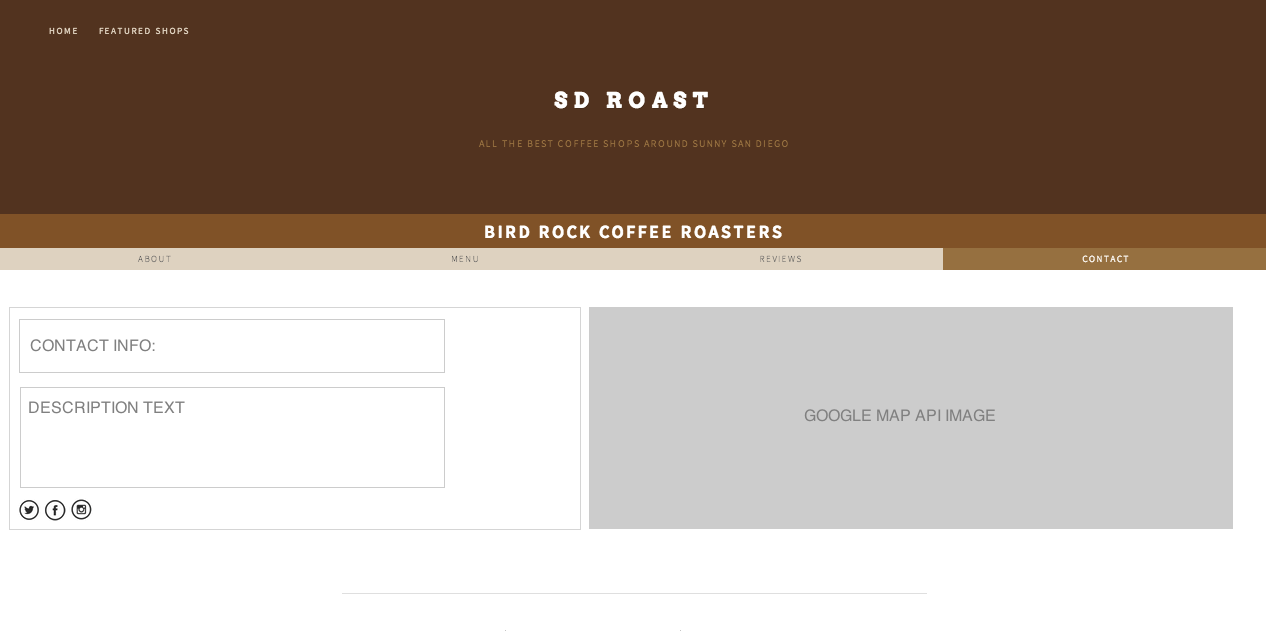 HOME FEATURED SHOPS
SD ROAST
ALL THE BEST COFFEE SHOPS AROUND SUNNY SAN DIEGO
BIRD ROCK COFFEE ROASTERS
ABOUT MENU REVIEWS CONTACT
CONTACT INFO:
DESCRIPTION TEXT
GOOGLE MAP API IMAGE